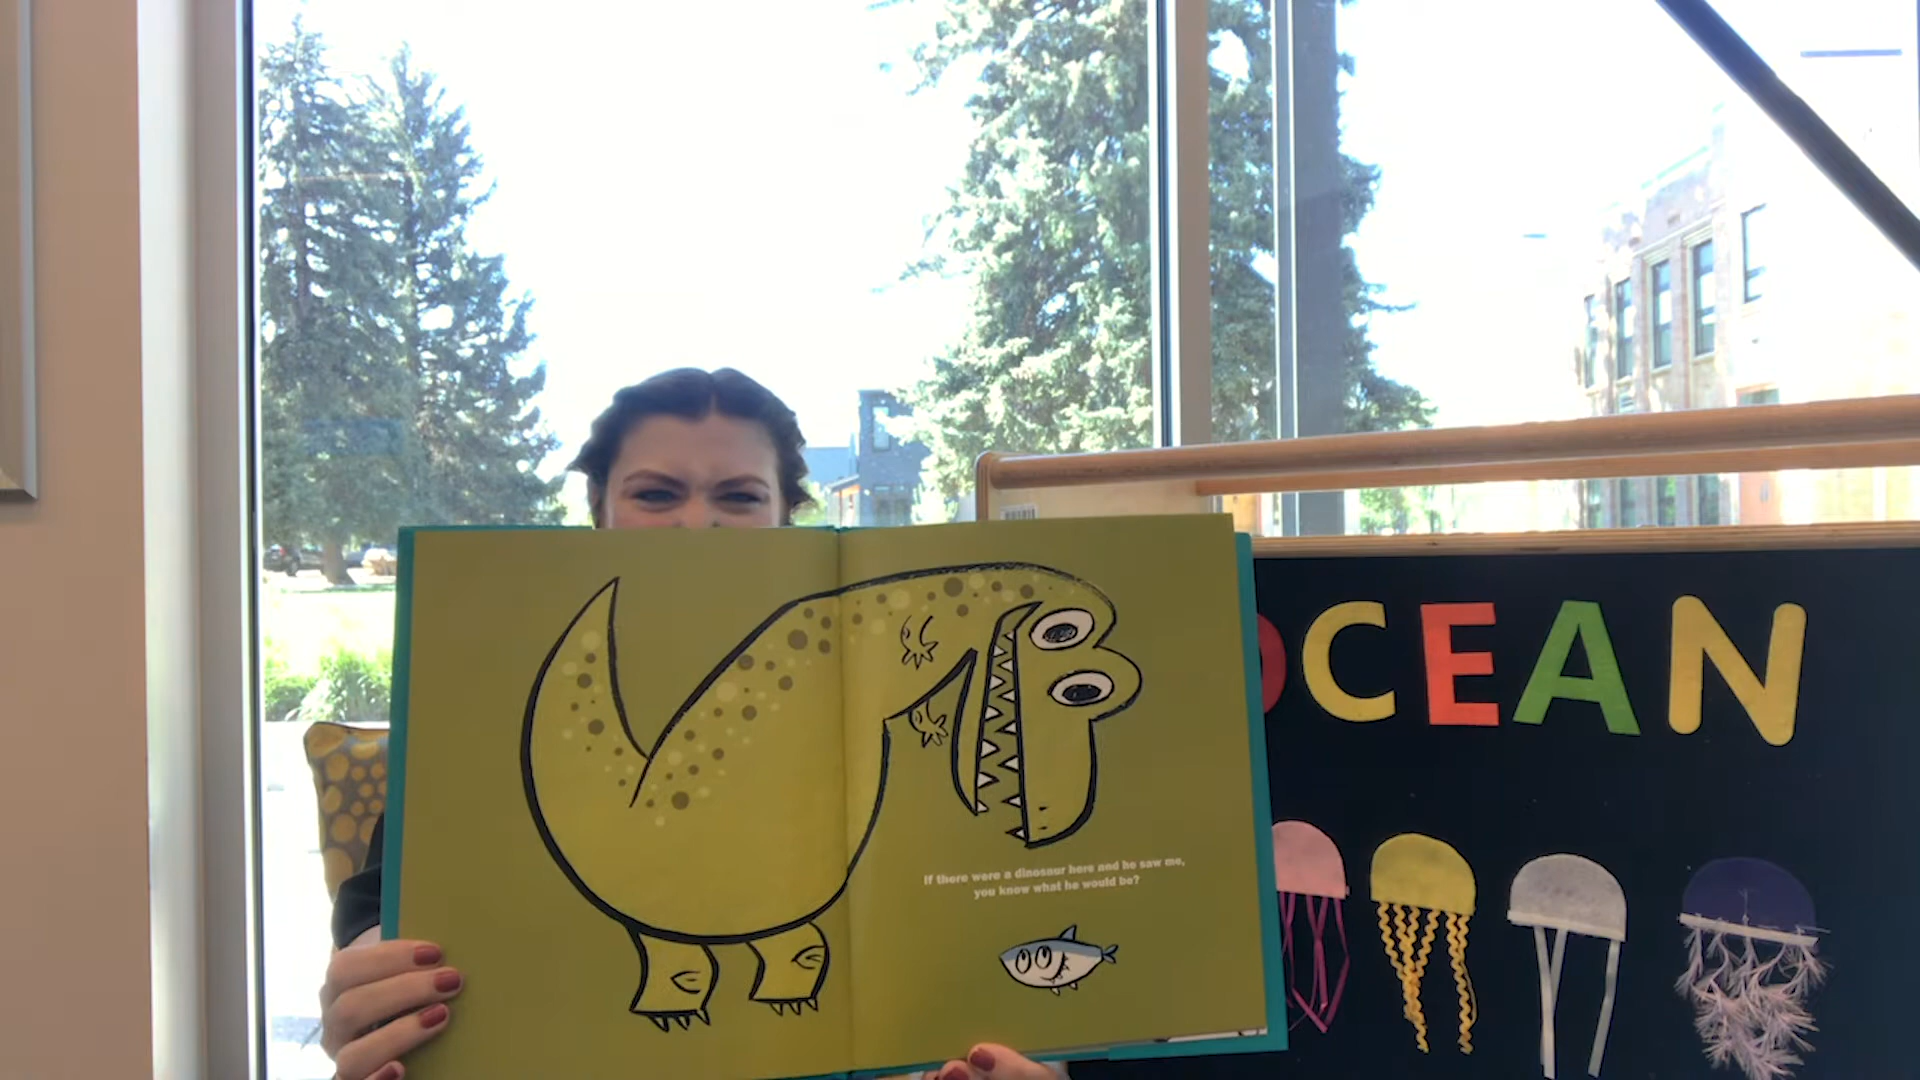 If there were a dinosaur here and he saw me,
you know what he would be?
OCEAN